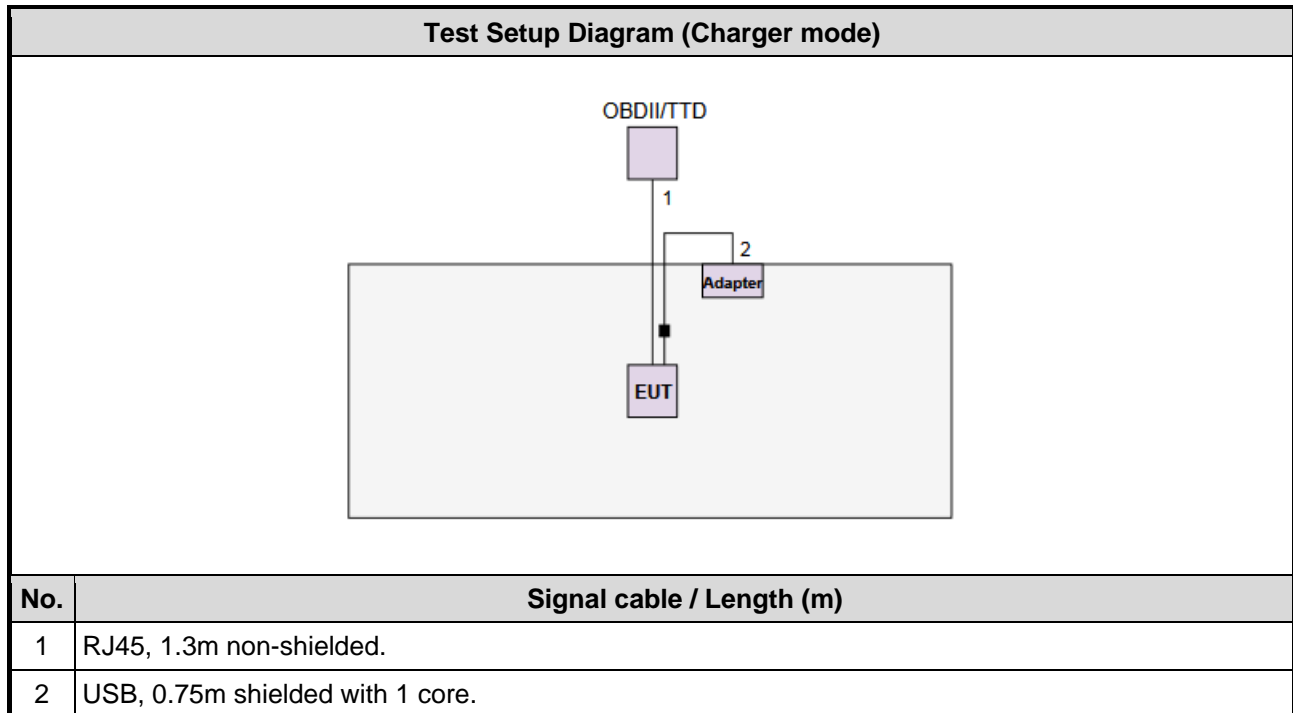 Test Setup Diagram (Charger mode)
OBDII/TTD
1
2
Adapter
EUT
No. Signal cable / Length (m)
1 RJ45, 1.3m non-shielded.
2 USB, 0.75m shielded with 1 core.